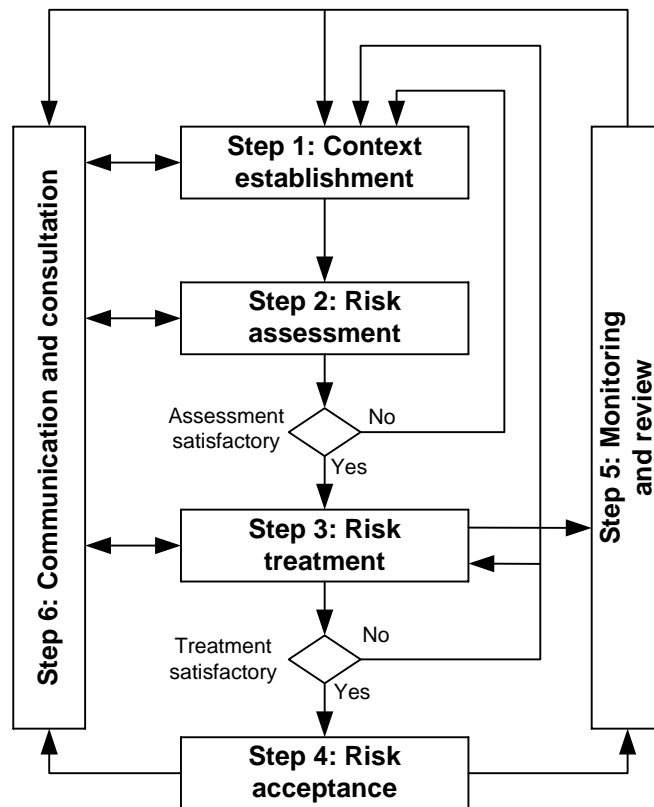 Step 1: Context
establishment
Step 2: Risk
assessment
Assessment
satisfactory
No
Yes
Step 3: Risk
treatment
Treatment
satisfactory
No
Yes
Step 4: Risk
acceptance
Step 6: Communication and consultation
Step 5: Monitoring
and review